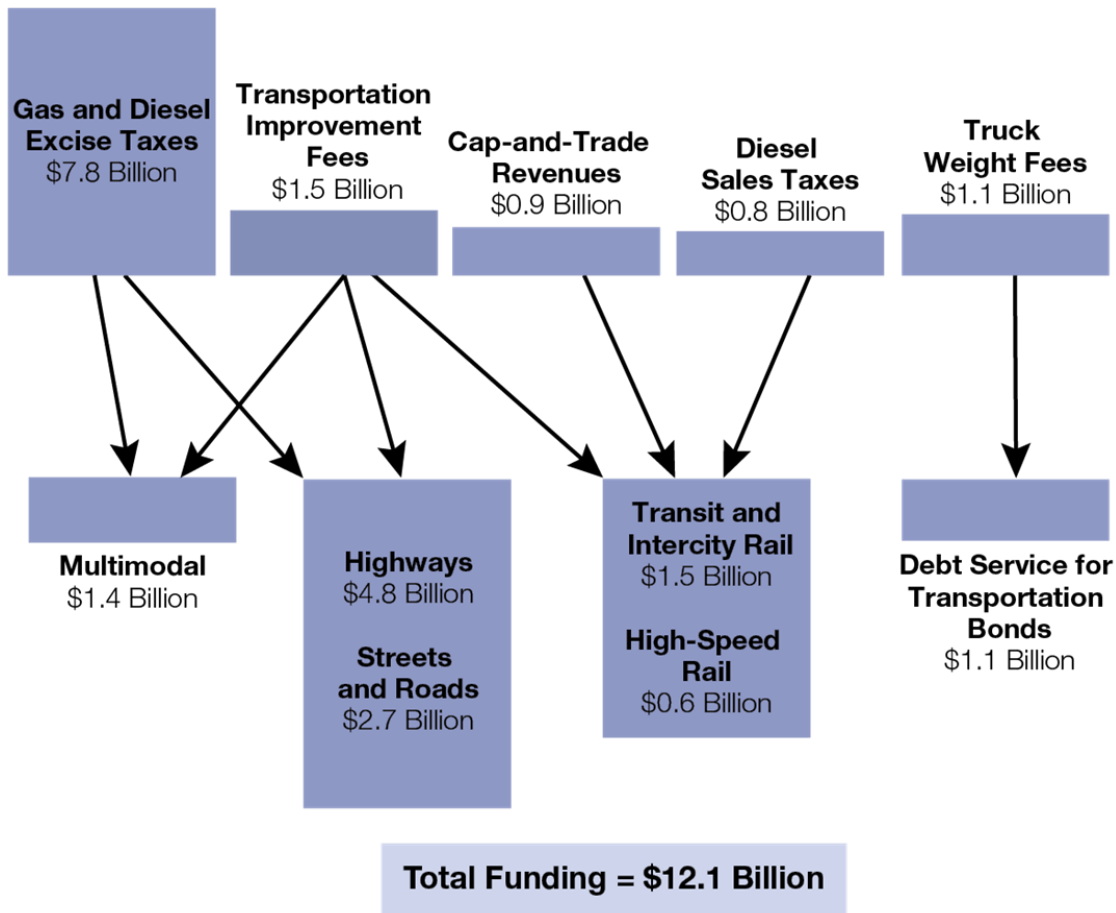 Gas and Diesel
Excise Taxes
$7.8 Billion
Transportation
Improvement
Fees
$1.5 Billion
Cap-and-Trade
Revenues
$0.9 Billion
Diesel
Sales Taxes
$0.8 Billion
Truck
Weight Fees
$1.1 Billion
Multimodal
$1.4 Billion
Highways
$4.8 Billion
Streets
and Roads
$2.7 Billion
Transit and
Intercity Rail
$1.5 Billion
High-Speed
Rail
$0.6 Billion
Debt Service for
Transportation
Bonds
$1.1 Billion
Total Funding = $12.1 Billion